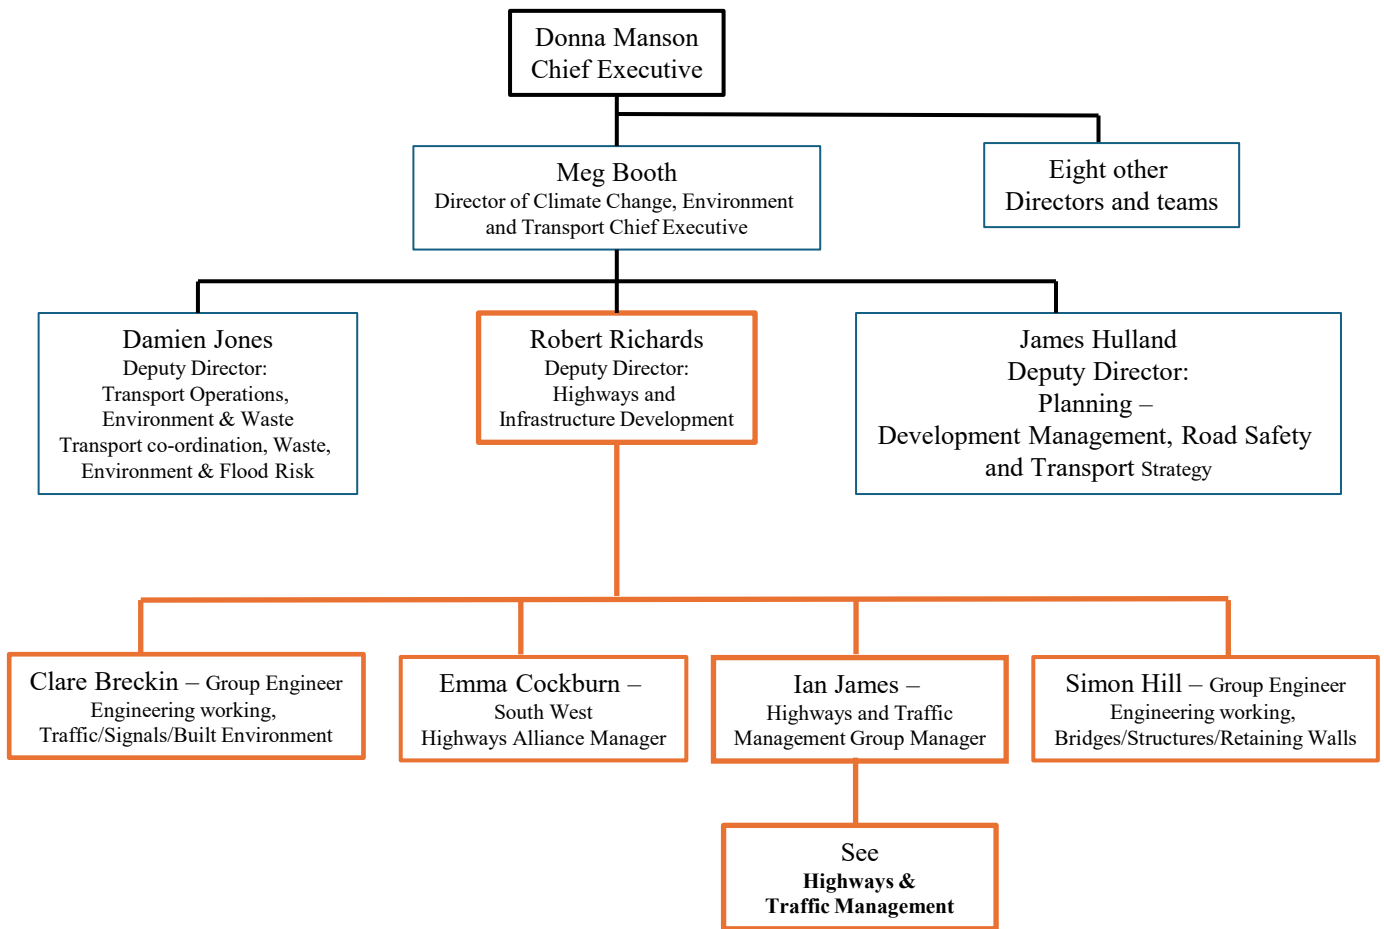 Donna Manson
Chief Executive
Meg Booth
Director of Climate Change, Environment
and Transport Chief Executive
Eight other
Directors and teams
Damien Jones
Deputy Director:
Transport Operations,
Environment & Waste
Transport co-ordination, Waste,
Environment & Flood Risk
Robert Richards
Deputy Director:
Highways and
Infrastructure Development
James Hulland
Deputy Director:
Planning –
Development Management, Road Safety
and Transport Strategy
Clare Breckin – Group Engineer
Engineering working,
Traffic/Signals/Built Environment
Emma Cockburn –
South West
Highways Alliance Manager
Ian James –
Highways and Traffic
Management Group Manager
Simon Hill – Group Engineer
Engineering working,
Bridges/Structures/Retaining Walls
See
Highways &
Traffic Management